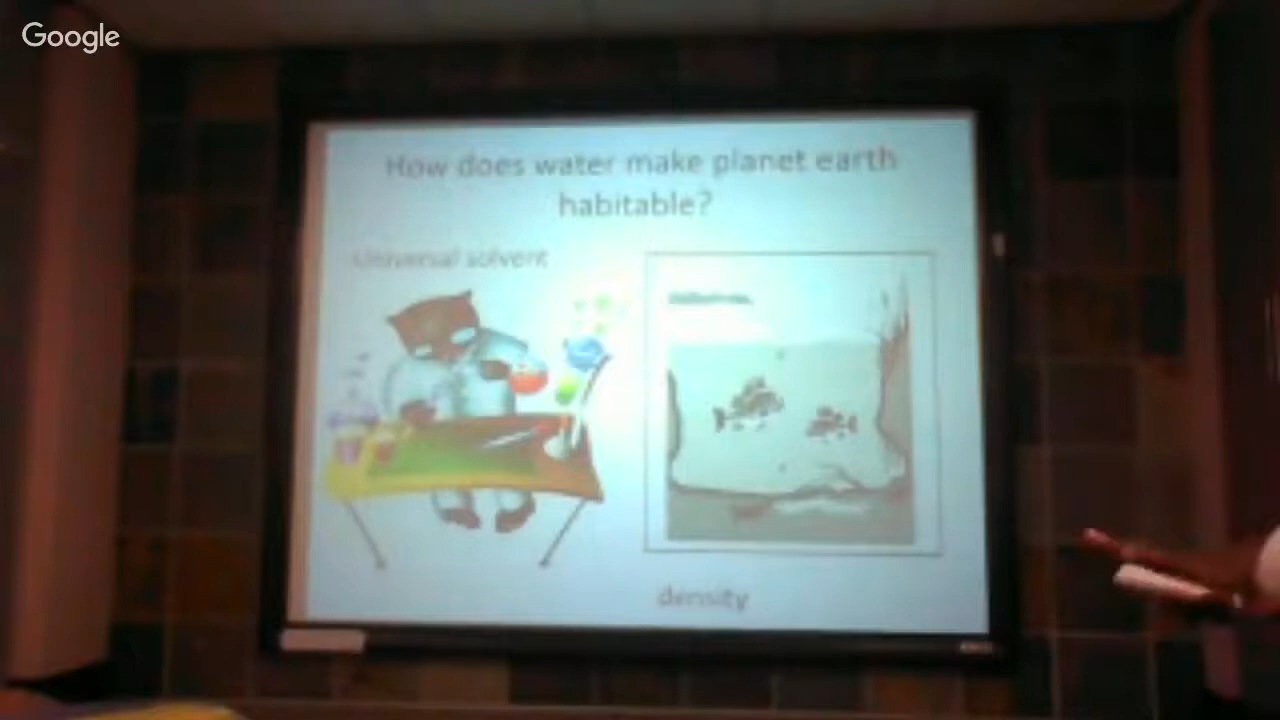 Google
How does water make planet earth
habitable?
Universal solvent
density